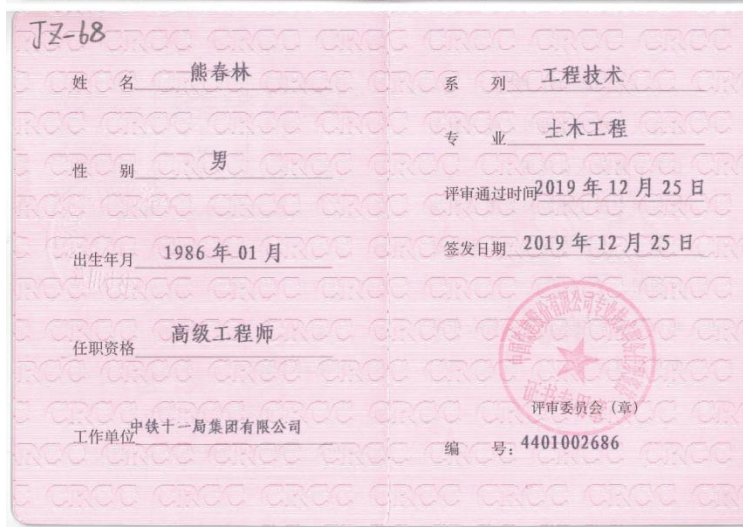 JZ-68
姓 名 熊春林
性 别 男
出生年月 1986 年 01 月
任职资格 高级工程师
工作单位 中铁十一局集团有限公司
系 列 工程技术
专 业 土木工程
评审通过时间 2019 年 12 月 25 日
签发日期 2019 年 12 月 25 日
评审委员会（章）
编 号：4401002686
CRCC